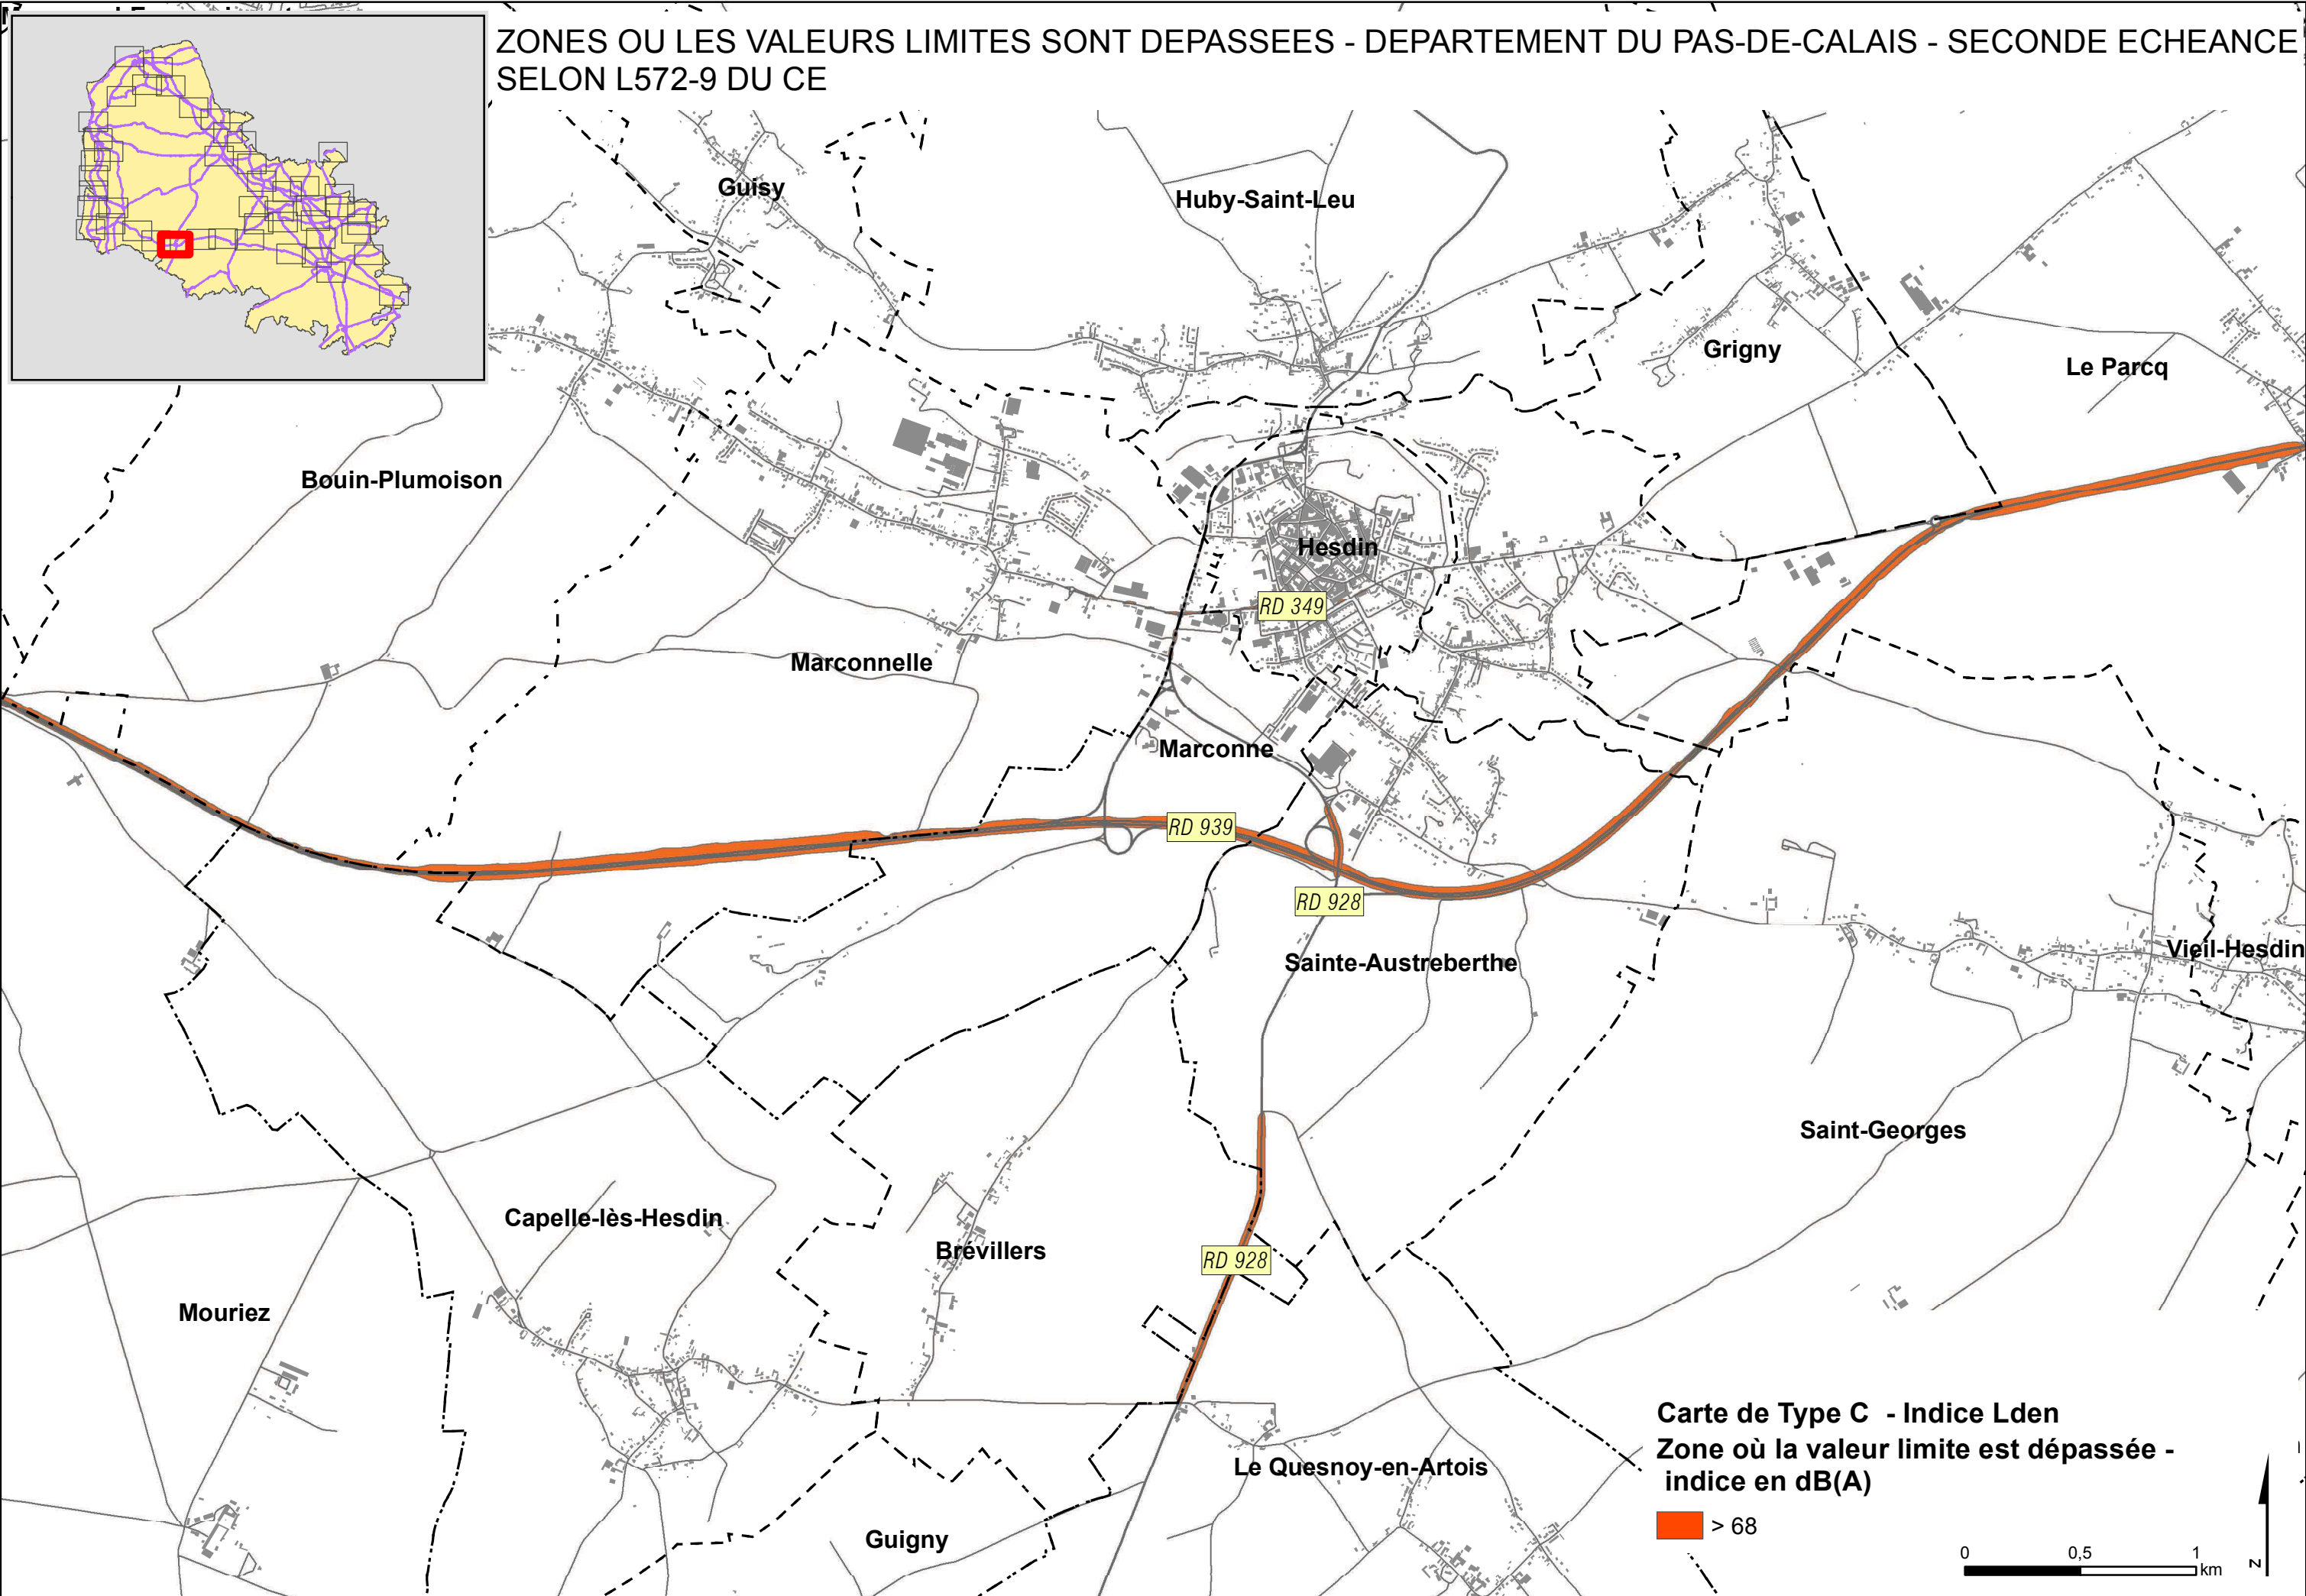 ZONES OU LES VALEURS LIMITES SONT DEPASSEES - DEPARTEMENT DU PAS-DE-CALAIS - SECONDE ECHEANCE
SELON L572-9 DU CE
Guisy
Huby-Saint-Leu
Grigny
Le Parcq
Bouin-Plumoison
Hesdin
RD 349
Marconnelle
Marconne
RD 939
RD 928
Sainte-Austreberthe
Vieil-Hesdin
Saint-Georges
Capelle-lès-Hesdin
Brévillers
RD 928
Mouriez
Le Quesnoy-en-Artois
Guigny
Carte de Type C - Indice Lden
Zone où la valeur limite est dépassée -
indice en dB(A)
> 68
0 0,5 1
km
N